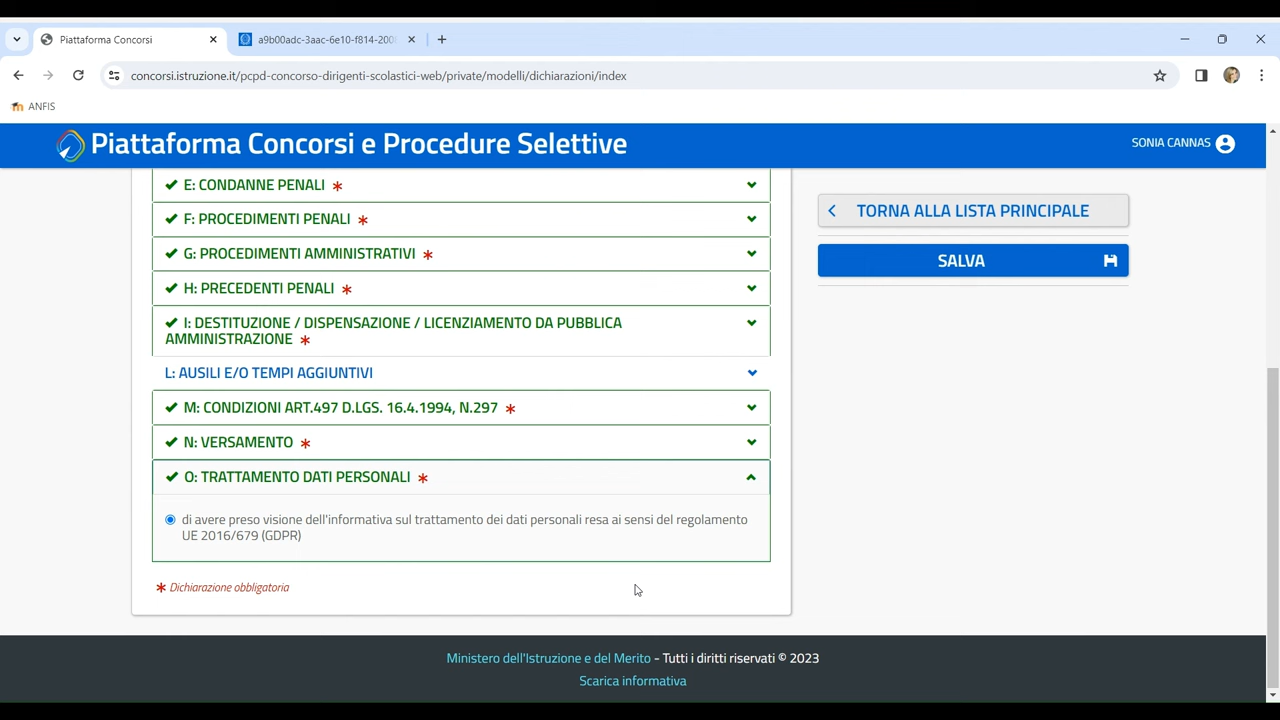 Piattaforma Concorsi
a9b00adc-3aac-6e10-f814-200
concorsi.istruzione.it/pcpd-concorso-dirigenti-scolastici-web/private/modelli/dichiarazioni/index
ANFIS
Piattaforma Concorsi e Procedure Selettive
SONIA CANNAS
E: CONDANNE PENALI *
F: PROCEDIMENTI PENALI *
G: PROCEDIMENTI AMMINISTRATIVI *
H: PRECEDENTI PENALI *
I: DESTITUZIONE / DISPENSAZIONE / LICENZIAMENTO DA PUBBLICA
AMMINISTRAZIONE *
L: AUSILI E/O TEMPI AGGIUNTIVI
M: CONDIZIONI ART.497 D.LGS. 16.4.1994, N.297 *
N: VERSAMENTO *
O: TRATTAMENTO DATI PERSONALI *
di avere preso visione dell'informativa sul trattamento dei dati personali resa ai sensi del regolamento
UE 2016/679 (GDPR)
* Dichiarazione obbligatoria
TORNA ALLA LISTA PRINCIPALE
SALVA
Ministero dell'Istruzione e del Merito - Tutti i diritti riservati © 2023
Scarica informativa